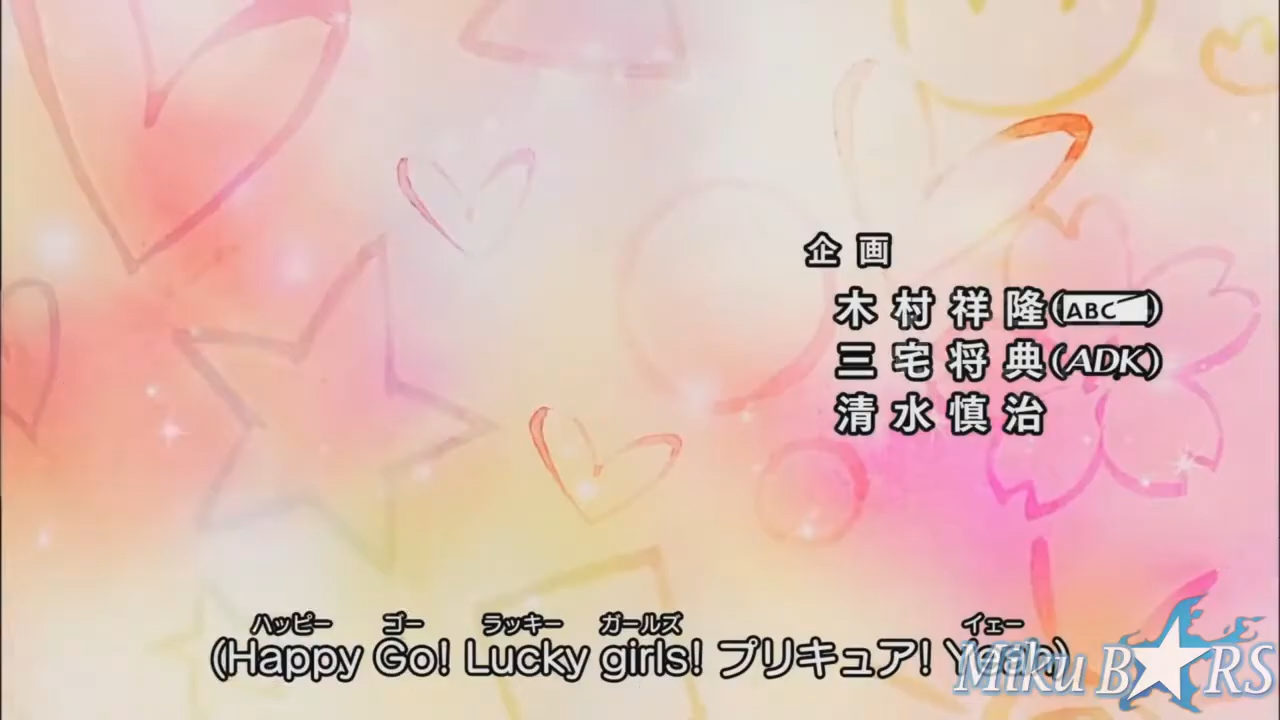 企画
木村祥隆(ABC)
三宅将典(ADK)
清水慎治
ハッピー ゴー ラッキー ガールズ イェー
(Happy Go! Lucky girls! プリキュア! Yeah)
Miku B★RS